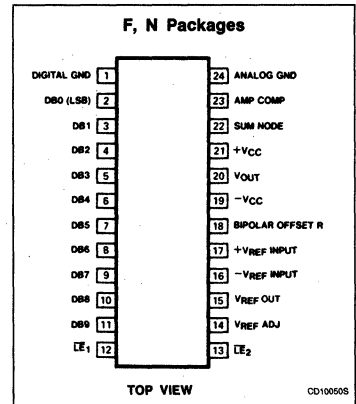 F, N Packages
DIGITAL GND 1 24 ANALOG GND
DB0 (LSB) 2 23 AMP COMP
DB1 3 22 SUM NODE
DB2 4 21 +VCC
DB3 5 20 VOUT
DB4 6 19 −VCC
DB5 7 18 BIPOLAR OFFSET R
DB6 8 17 +VREF INPUT
DB7 9 16 −VREF INPUT
DB8 10 15 VREF OUT
DB9 11 14 VREF ADJ
L̅E̅1 12 13 L̅E̅2
TOP VIEW
CD10050S